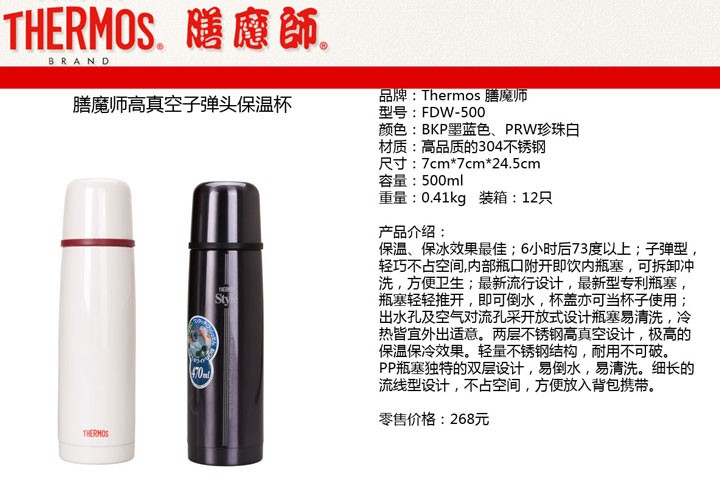 THERMOS® 膳魔師®
BRAND
膳魔师高真空子弹头保温杯
品牌：Thermos 膳魔师
型号：FDW-500
颜色：BKP墨蓝色、PRW珍珠白
材质：高品质的304不锈钢
尺寸：7cm*7cm*24.5cm
容量：500ml
重量：0.41kg 装箱：12只
产品介绍：
保温、保冰效果最佳；6小时后73度以上；子弹型，
轻巧不占空间,内部瓶口附开即饮内瓶塞，可拆卸冲
洗，方便卫生；最新流行设计，最新型专利瓶塞，
瓶塞轻轻推开，即可倒水，杯盖亦可当杯子使用；
出水孔及空气对流孔采开放式设计瓶塞易清洗，冷
热皆宜外出适意。两层不锈钢高真空设计，极高的
保温保冷效果。轻量不锈钢结构，耐用不可破。
PP瓶塞独特的双层设计，易倒水，易清洗。细长的
流线型设计，不占空间，方便放入背包携带。
零售价格：268元
THERMOS
THERMOS
Style
470ml